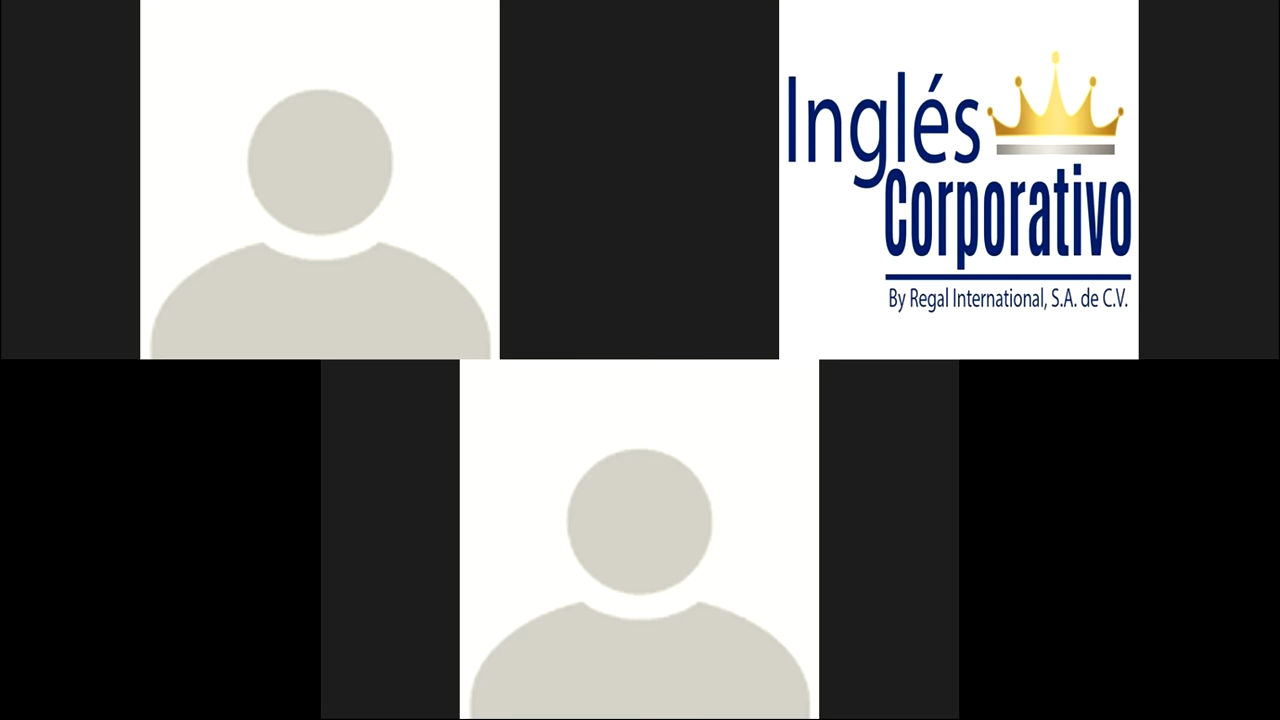 Inglés
Corporativo
By Regal International, S.A. de C.V.